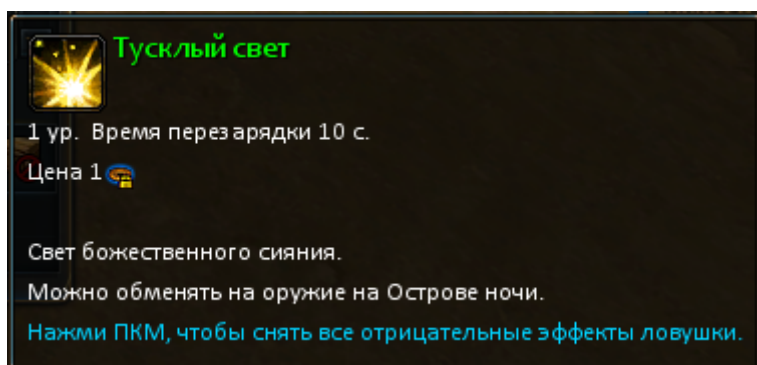 Тусклый свет
1 ур. Время перезарядки 10 с.
Цена 1
Свет божественного сияния.
Можно обменять на оружие на Острове ночи.
Нажми ПКМ, чтобы снять все отрицательные эффекты ловушки.